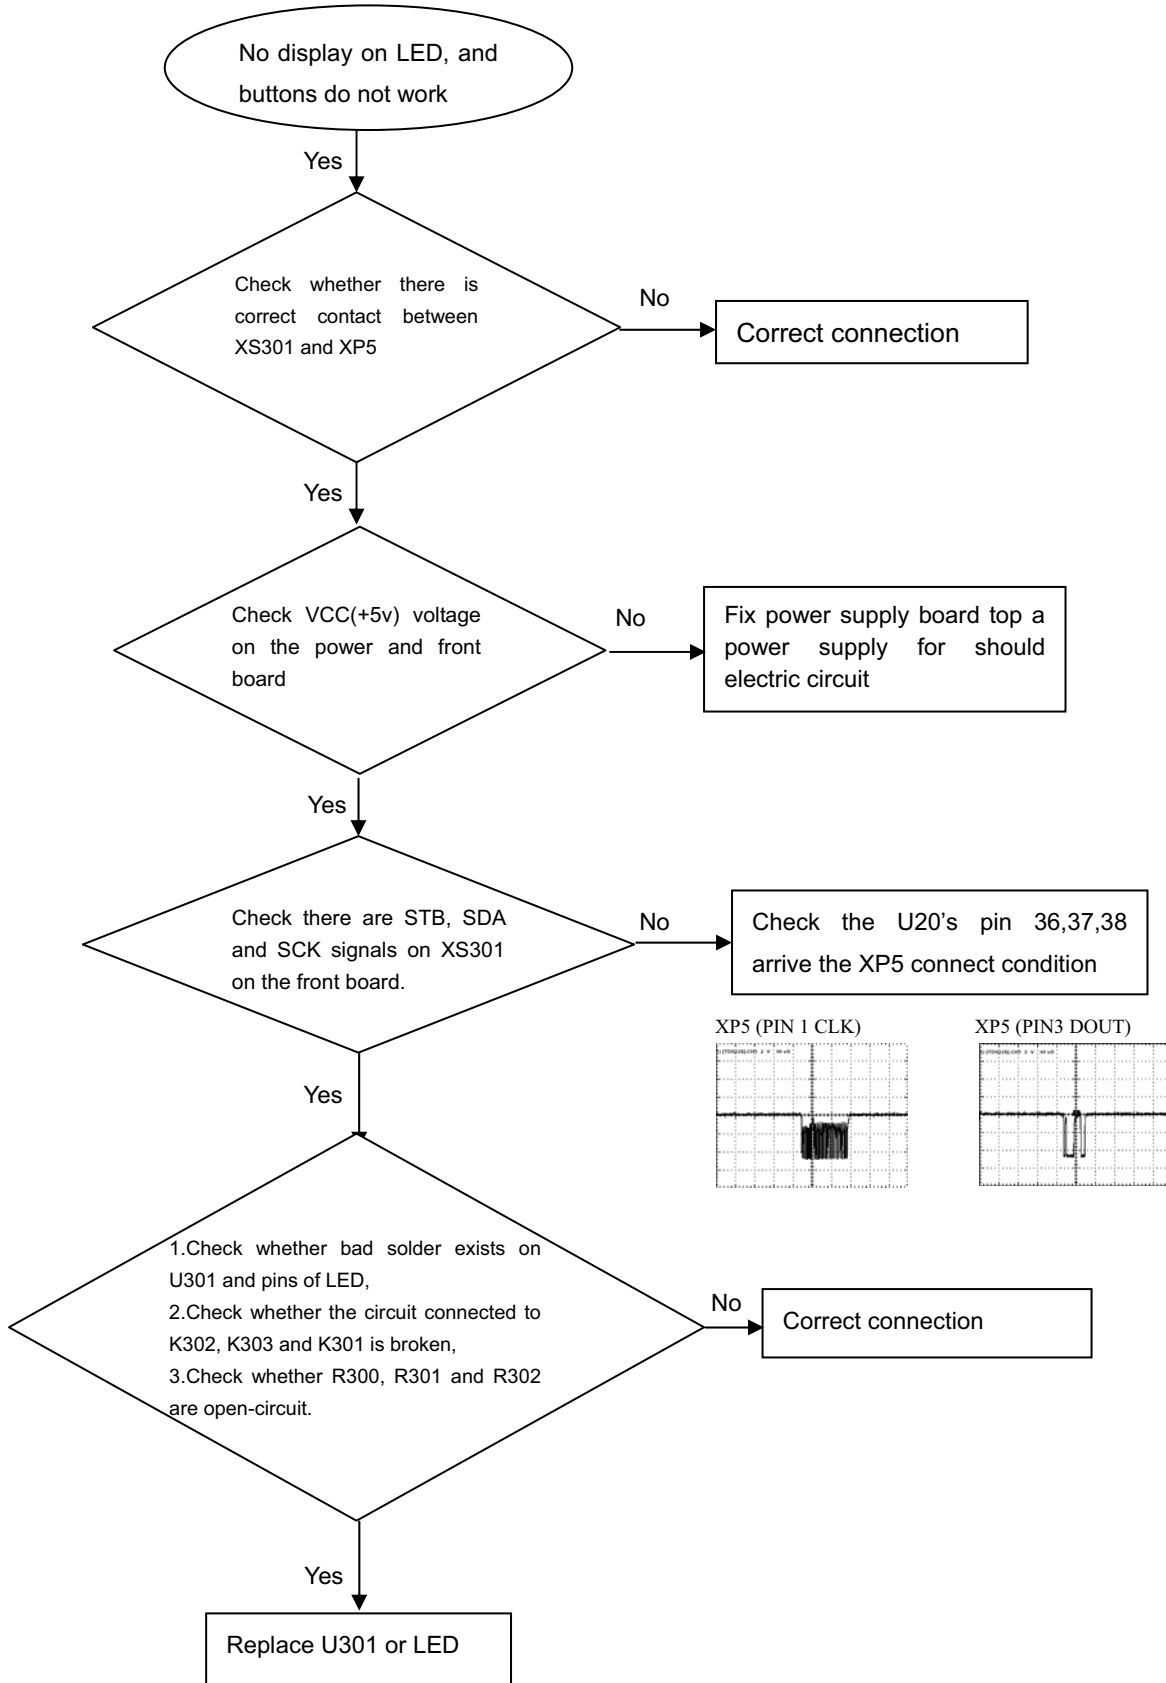 No display on LED, and
buttons do not work
Yes
Check whether there is
correct contact between
XS301 and XP5
No
Correct connection
Yes
Check VCC(+5v) voltage
on the power and front
board
No
Fix power supply board top a
power supply for should
electric circuit
Yes
Check there are STB, SDA
and SCK signals on XS301
on the front board.
No
Check the U20's pin 36,37,38
arrive the XP5 connect condition
XP5 (PIN 1 CLK)
XP5 (PIN3 DOUT)
Yes
1.Check whether bad solder exists on
U301 and pins of LED,
2.Check whether the circuit connected to
K302, K303 and K301 is broken,
3.Check whether R300, R301 and R302
are open-circuit.
No
Correct connection
Yes
Replace U301 or LED